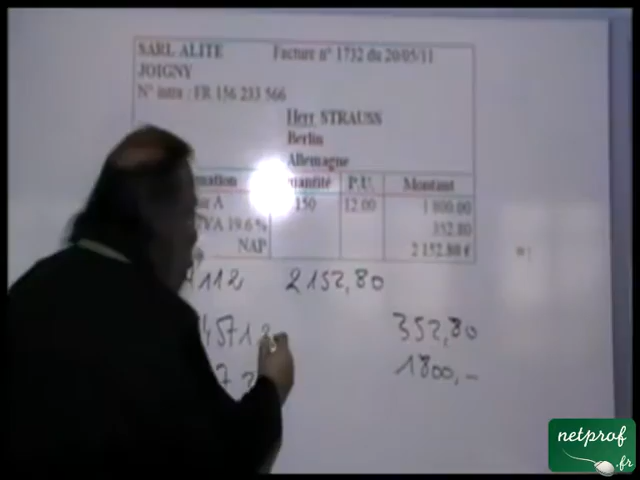 SARL ALITE Facture n° 1732 du 20/05/11
JOIGNY
N° intra : FR 156 233 566
Herr STRAUSS
Berlin
Allemagne
P.U. Montant
A 150 12.00 1 800.00
TVA 19.6 % 352.80
NAP 2 152.80 €
2152,80
4571 352,80
7 1800,-
netprof
.fr